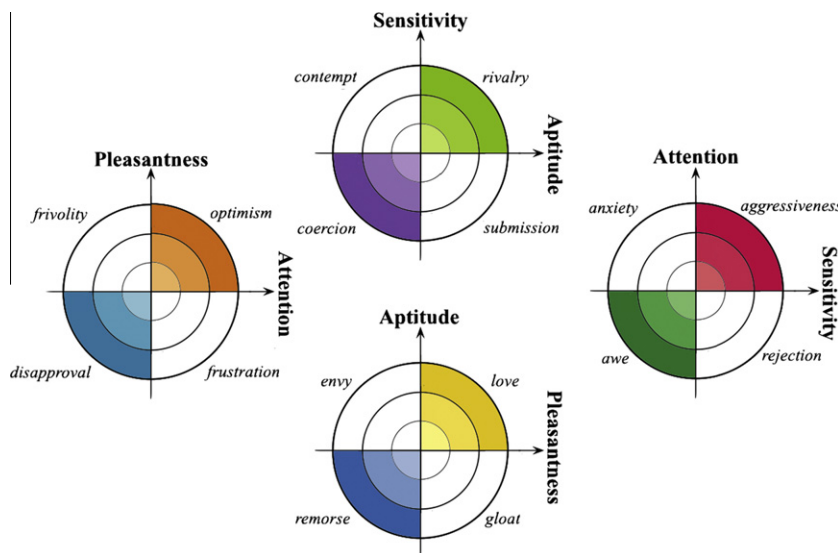 Sensitivity
contempt
rivalry
Aptitude
coercion
submission
Pleasantness
frivolity
optimism
Attention
disapproval
frustration
Attention
anxiety
aggressiveness
Sensitivity
awe
rejection
Aptitude
envy
love
Pleasantness
remorse
gloat